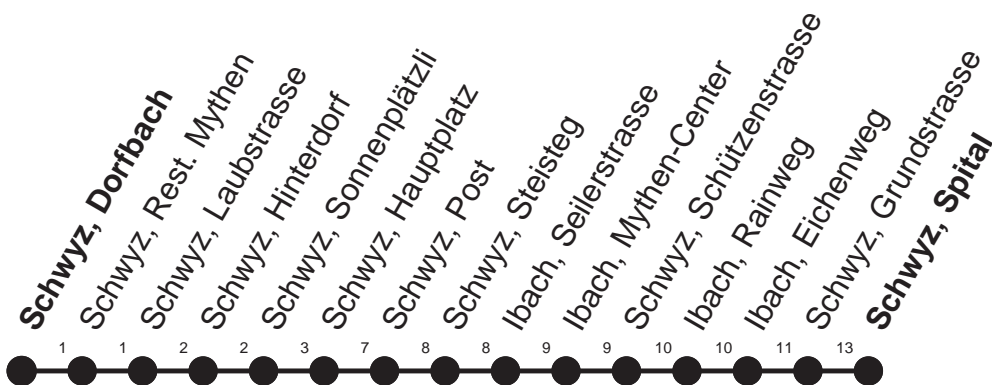 Schwyz, Dorfbach
Schwyz, Rest. Mythen
Schwyz, Laubstrasse
Schwyz, Hinterdorf
Schwyz, Sonnenplätzli
Schwyz, Hauptplatz
Schwyz, Post
Schwyz, Steisteg
Ibach, Seilerstrasse
Ibach, Mythen-Center
Schwyz, Schützenstrasse
Ibach, Rainweg
Ibach, Eichenweg
Schwyz, Grundstrasse
Schwyz, Spital
1 1 2 2 3 7 8 8 9 9 10 10 11 13